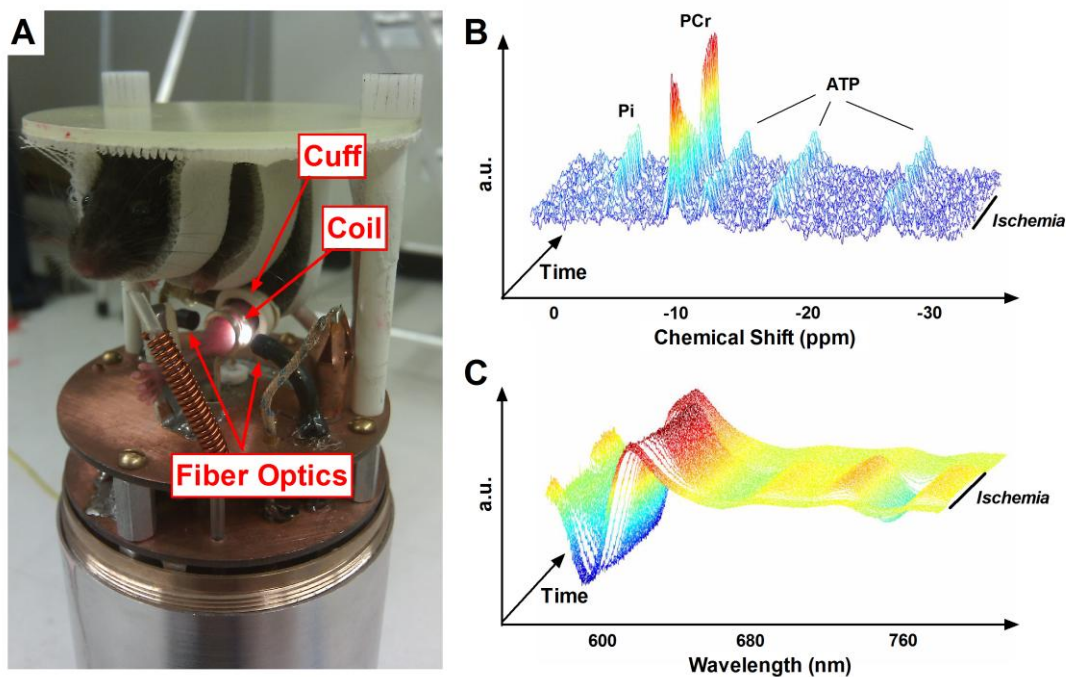 A
Cuff
Coil
Fiber Optics
B
PCr
Pi
ATP
a.u.
Ischemia
Time
0 -10 -20 -30
Chemical Shift (ppm)
C
a.u.
Ischemia
Time
600 680 760
Wavelength (nm)